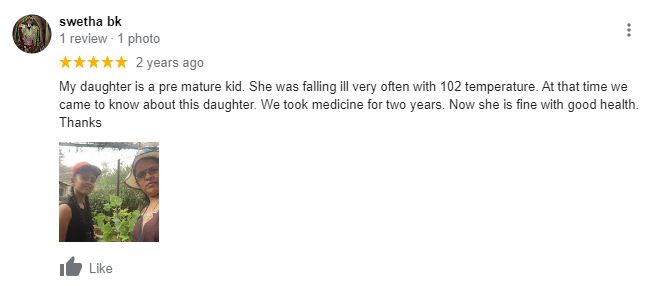 swetha bk
1 review · 1 photo
2 years ago
My daughter is a pre mature kid. She was falling ill very often with 102 temperature. At that time we
came to know about this daughter. We took medicine for two years. Now she is fine with good health.
Thanks
Like